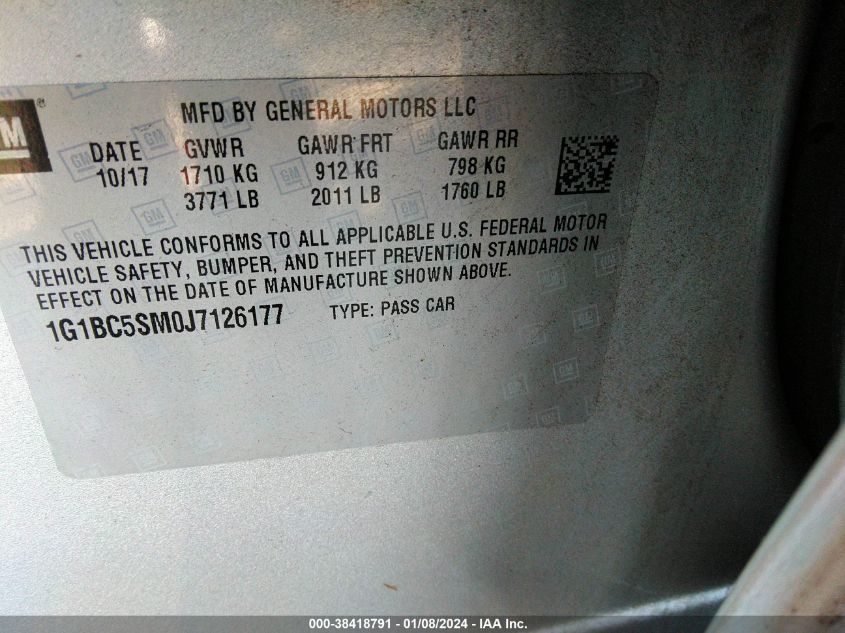 GM ®
MFD BY GENERAL MOTORS LLC
DATE GVWR GAWR FRT GAWR RR
10/17 1710 KG 912 KG 798 KG
3771 LB 2011 LB 1760 LB
THIS VEHICLE CONFORMS TO ALL APPLICABLE U.S. FEDERAL MOTOR
VEHICLE SAFETY, BUMPER, AND THEFT PREVENTION STANDARDS IN
EFFECT ON THE DATE OF MANUFACTURE SHOWN ABOVE.
1G1BC5SM0J7126177 TYPE: PASS CAR
000-38418791 - 01/08/2024 - IAA Inc.